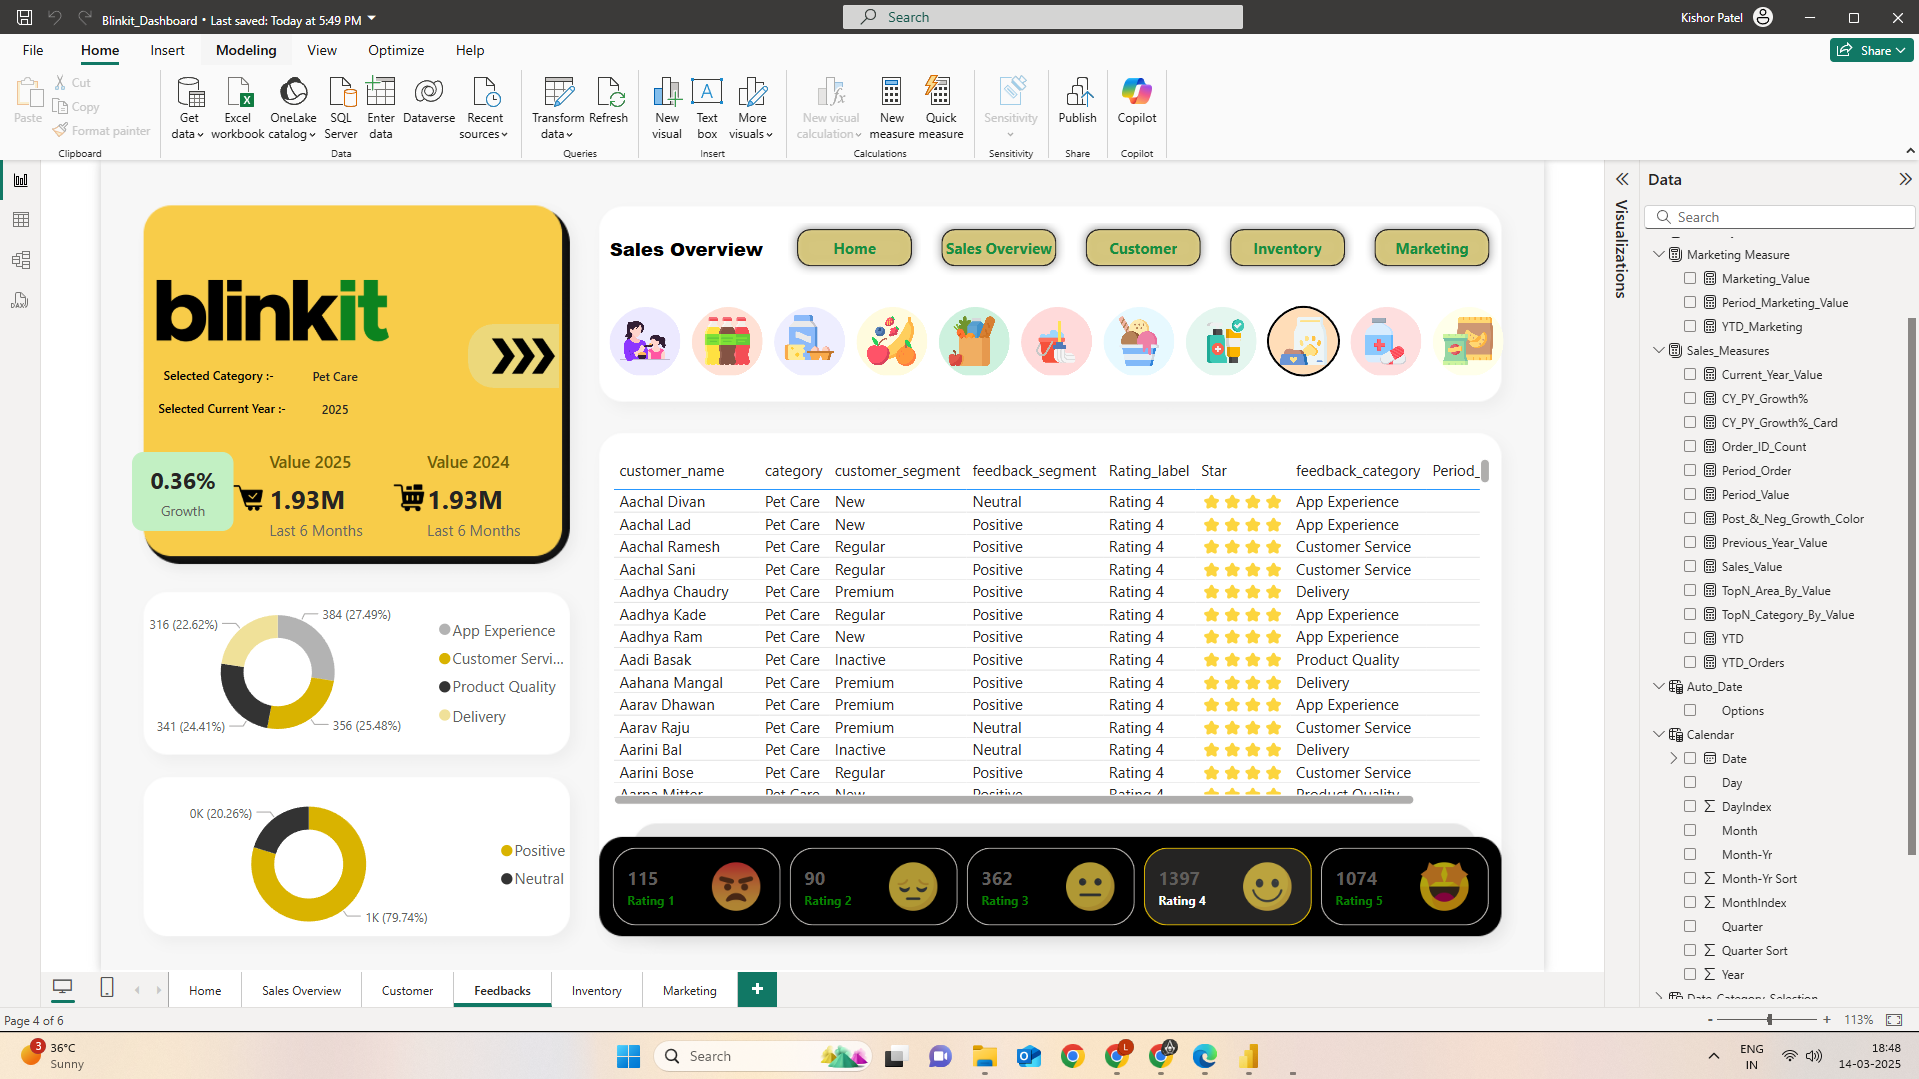 Blinkit_Dashboard • Last saved: Today at 5:49 PM
Search
Kishor Patel
File Home Insert Modeling View Optimize Help
Share
Paste
Cut
Copy
Format painter
Clipboard
Get data
Excel workbook
OneLake catalog
SQL Server
Enter data
Dataverse
Recent sources
Data
Transform data
Refresh
Queries
New visual
Text box
More visuals
Insert
New visual calculation
New measure
Quick measure
Calculations
Sensitivity
Sensitivity
Publish
Share
Copilot
Copilot
blinkit
Selected Category :- Pet Care
Selected Current Year :- 2025
0.36%
Growth
Value 2025
1.93M
Last 6 Months
Value 2024
1.93M
Last 6 Months
Sales Overview
Home
Sales Overview
Customer
Inventory
Marketing
316 (22.62%)
384 (27.49%)
341 (24.41%)
356 (25.48%)
App Experience
Customer Servi...
Product Quality
Delivery
0K (20.26%)
1K (79.74%)
Positive
Neutral
customer_name category customer_segment feedback_segment Rating_label Star feedback_category Period_
Aachal Divan Pet Care New Neutral Rating 4 App Experience
Aachal Lad Pet Care New Positive Rating 4 App Experience
Aachal Ramesh Pet Care Regular Positive Rating 4 Customer Service
Aachal Sani Pet Care Regular Positive Rating 4 Customer Service
Aadhya Chaudry Pet Care Premium Positive Rating 4 Delivery
Aadhya Kade Pet Care Regular Positive Rating 4 App Experience
Aadhya Ram Pet Care New Positive Rating 4 App Experience
Aadi Basak Pet Care Inactive Positive Rating 4 Product Quality
Aahana Mangal Pet Care Premium Positive Rating 4 Delivery
Aarav Dhawan Pet Care Premium Positive Rating 4 App Experience
Aarav Raju Pet Care Premium Neutral Rating 4 Customer Service
Aarini Bal Pet Care Inactive Neutral Rating 4 Delivery
Aarini Bose Pet Care Regular Positive Rating 4 Customer Service
Aarna Mitter Pet Care New Positive Rating 4 Product Quality
115
Rating 1
90
Rating 2
362
Rating 3
1397
Rating 4
1074
Rating 5
Visualizations
Data
Search
Marketing Measure
Marketing_Value
Period_Marketing_Value
YTD_Marketing
Sales_Measures
Current_Year_Value
CY_PY_Growth%
CY_PY_Growth%_Card
Order_ID_Count
Period_Order
Period_Value
Post_&_Neg_Growth_Color
Previous_Year_Value
Sales_Value
TopN_Area_By_Value
TopN_Category_By_Value
YTD
YTD_Orders
Auto_Date
Options
Calendar
Date
Day
DayIndex
Month
Month-Yr
Month-Yr Sort
MonthIndex
Quarter
Quarter Sort
Year
Date_Category_Selection
Home Sales Overview Customer Feedbacks Inventory Marketing +
Page 4 of 6
- + 113%
3
36°C
Sunny
Search
L
ENG
IN
18:48
14-03-2025